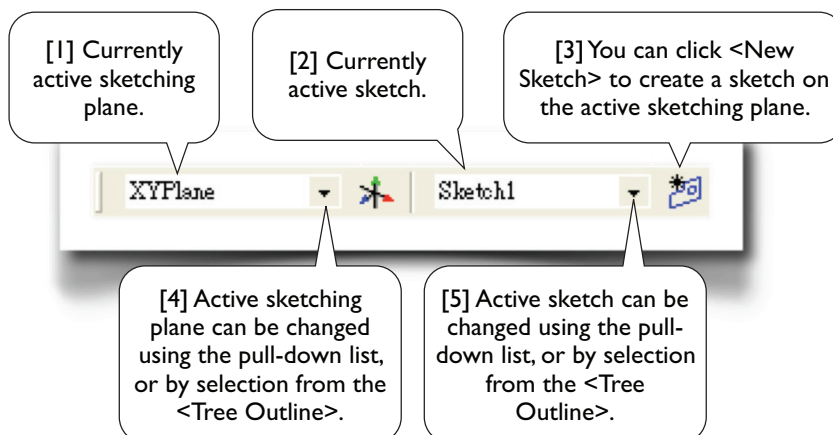 [1] Currently
active sketching
plane.
[2] Currently
active sketch.
[3] You can click <New
Sketch> to create a sketch on
the active sketching plane.
XYPlane
Sketch1
[4] Active sketching
plane can be changed
using the pull-down list,
or by selection from the
<Tree Outline>.
[5] Active sketch can be
changed using the pull-
down list, or by selection
from the <Tree
Outline>.